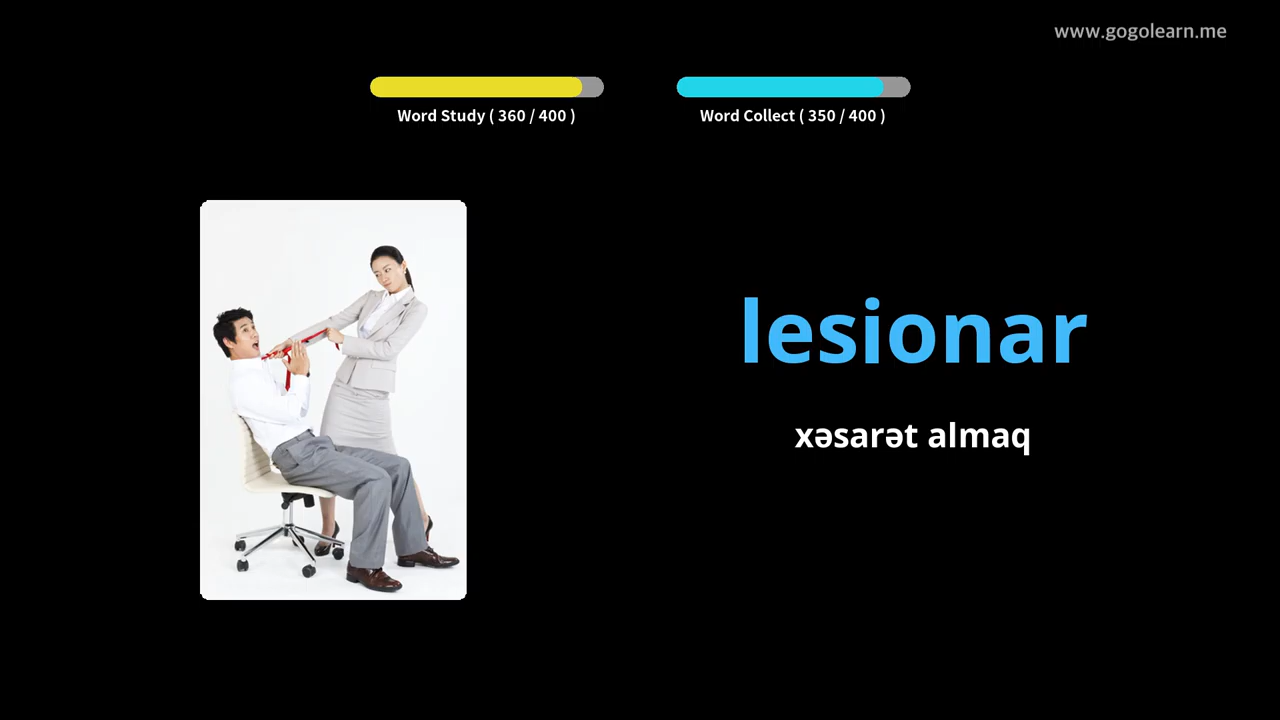 www.gogolearn.me
Word Study ( 360 / 400 )
Word Collect ( 350 / 400 )
lesionar
xəsarət almaq